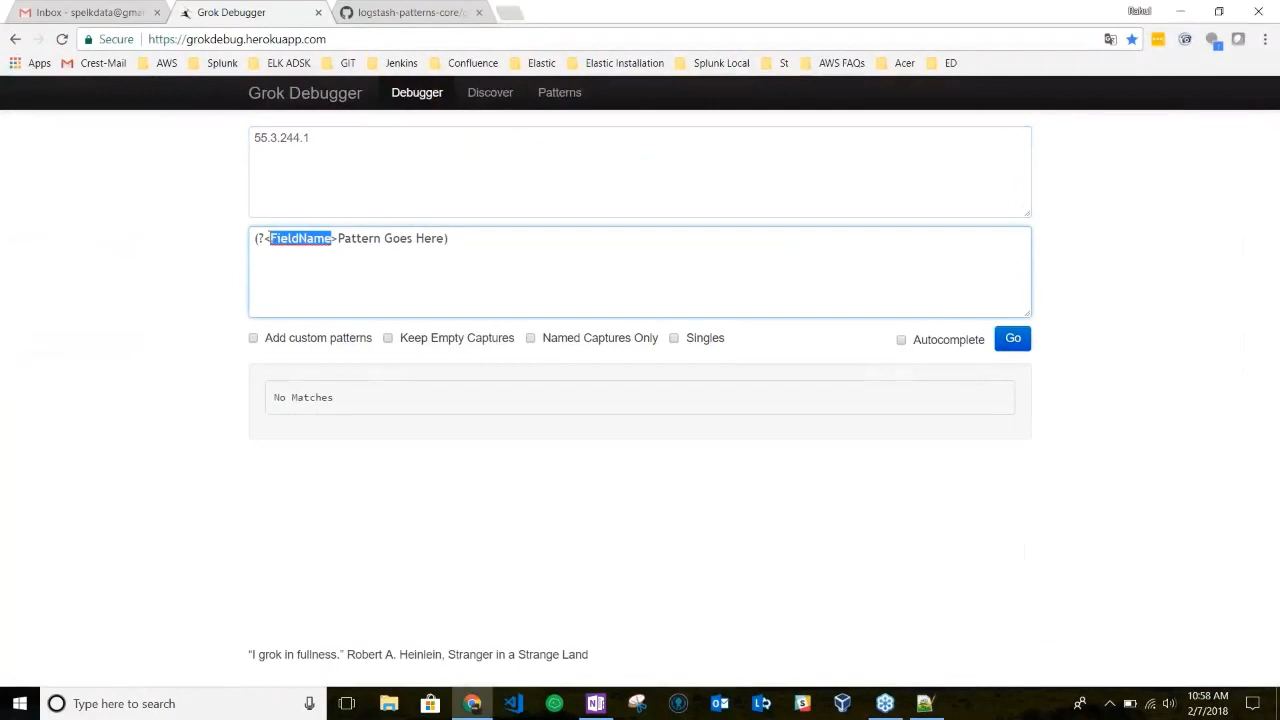 Inbox - spelkdata@gmai
Grok Debugger
logstash-patterns-core/g
Rahul
Secure
https://grokdebug.herokuapp.com
Apps
Crest-Mail
AWS
Splunk
ELK ADSK
GIT
Jenkins
Confluence
Elastic
Elastic Installation
Splunk Local
ST
AWS FAQs
Acer
ED
Grok Debugger
Debugger
Discover
Patterns
55.3.244.1
(?<FieldName>Pattern Goes Here)
Add custom patterns
Keep Empty Captures
Named Captures Only
Singles
Autocomplete
Go
No Matches
“I grok in fullness.” Robert A. Heinlein, Stranger in a Strange Land
Type here to search
10:58 AM
2/7/2018